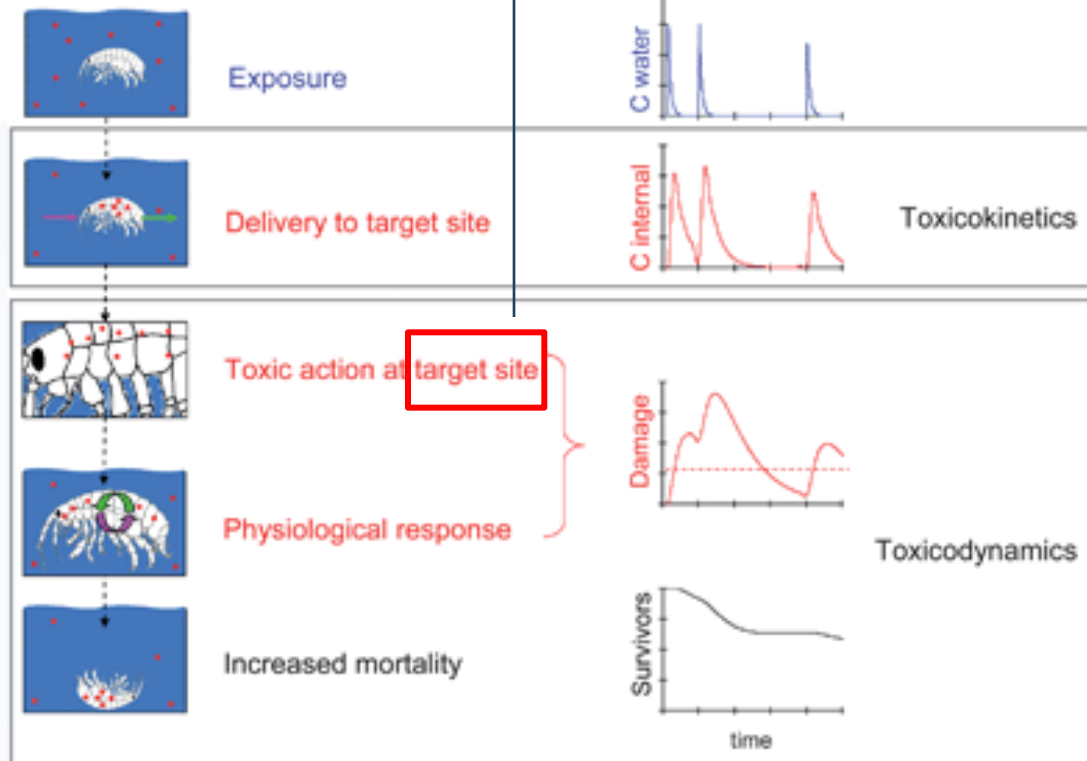 Exposure
C water
Delivery to target site
C internal
Toxicokinetics
Toxic action at target site
Damage
Physiological response
Toxicodynamics
Increased mortality
Survivors
time